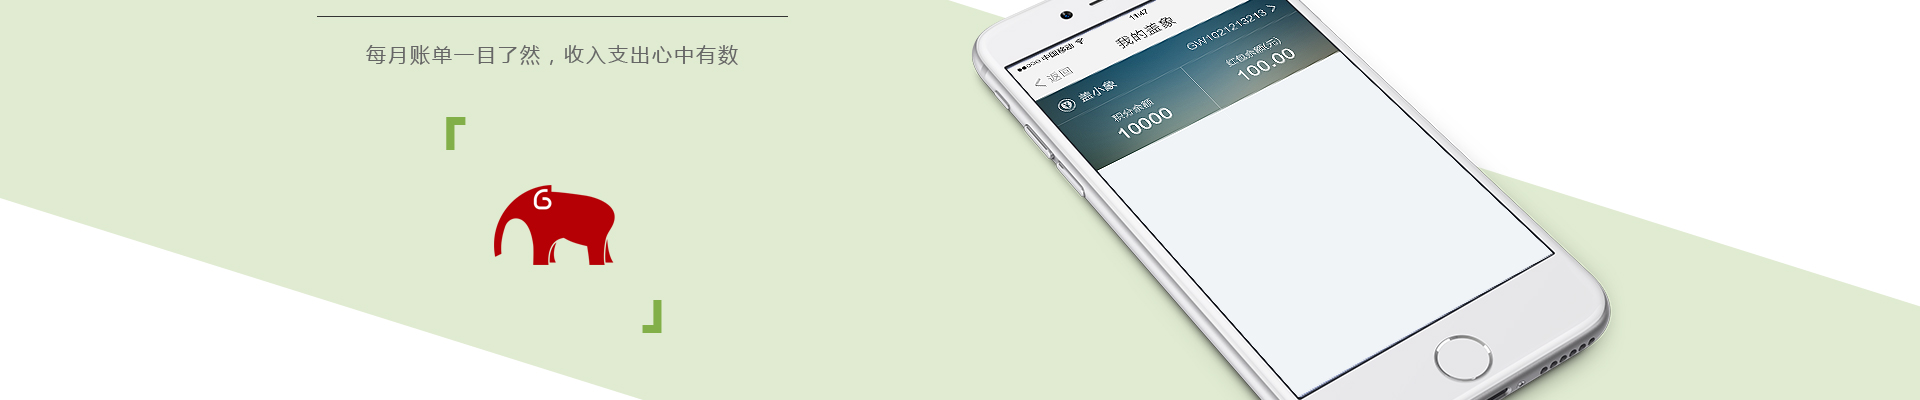 每月账单一目了然，收入支出心中有数
G
中国移动
11:47
返回
我的盖象
盖小象
GW1021213213
积分余额
10000
红包余额(元)
100.00